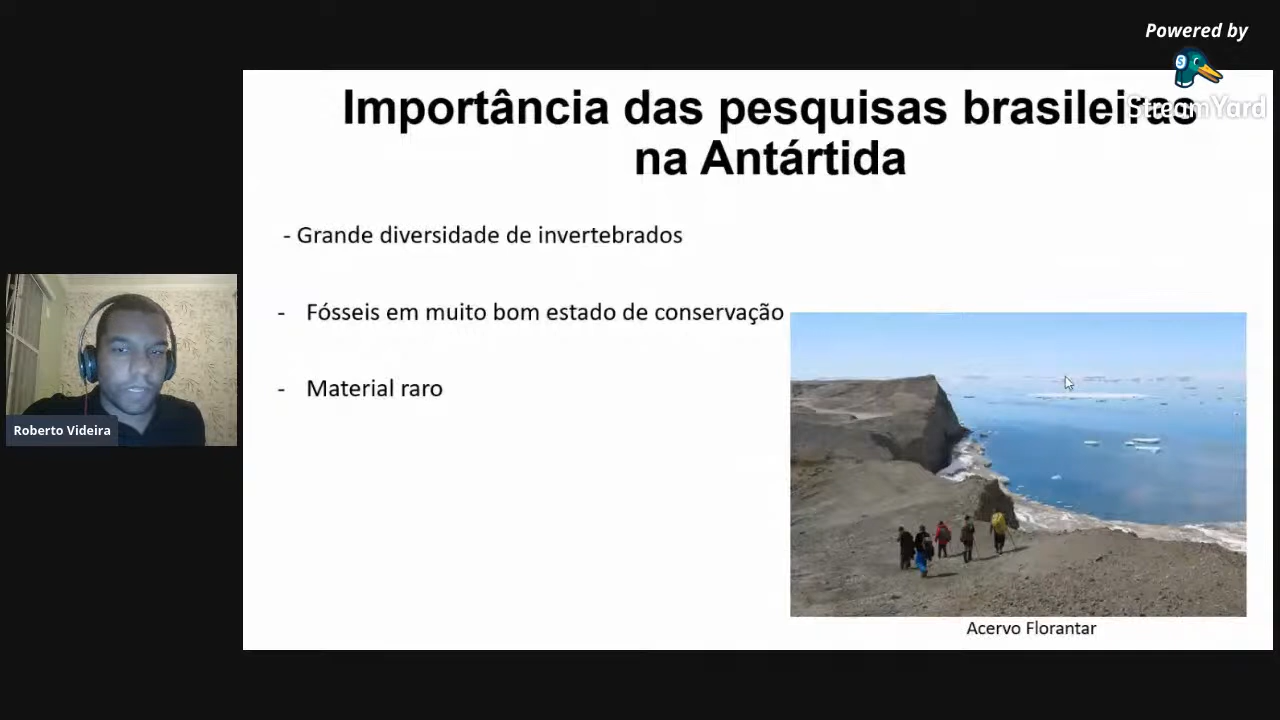 Powered by
StreamYard
Importância das pesquisas brasileiras
na Antártida
- Grande diversidade de invertebrados
- Fósseis em muito bom estado de conservação
- Material raro
Roberto Videira
Acervo Florantar